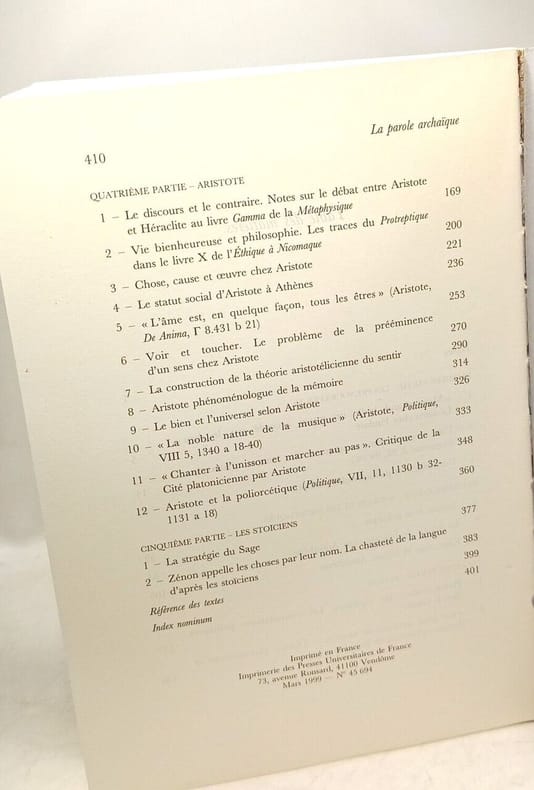 410
La parole archaïque
QUATRIÈME PARTIE – ARISTOTE
1 – Le discours et le contraire. Notes sur le débat entre Aristote
et Héraclite au livre Gamma de la Métaphysique 169
2 – Vie bienheureuse et philosophie. Les traces du Protreptique
dans le livre X de l'Éthique à Nicomaque 200
3 – Chose, cause et œuvre chez Aristote 221
4 – Le statut social d'Aristote à Athènes 236
5 – « L'âme est, en quelque façon, tous les êtres » (Aristote,
De Anima, Γ 8.431 b 21) 253
6 – Voir et toucher. Le problème de la prééminence
d'un sens chez Aristote 270
7 – La construction de la théorie aristotélicienne du sentir 290
8 – Aristote phénoménologue de la mémoire 314
9 – Le bien et l'universel selon Aristote 326
10 – « La noble nature de la musique » (Aristote, Politique,
VIII 5, 1340 a 18-40) 333
11 – « Chanter à l'unisson et marcher au pas ». Critique de la
Cité platonicienne par Aristote 348
12 – Aristote et la poliorcétique (Politique, VII, 11, 1130 b 32-
1131 a 18) 360
CINQUIÈME PARTIE – LES STOÏCIENS
1 – La stratégie du Sage 377
2 – Zénon appelle les choses par leur nom. La chasteté de la langue
d'après les stoïciens 383
Référence des textes 399
Index nominum 401
Imprimé en France
Imprimerie des Presses Universitaires de France
73, avenue Ronsard, 41100 Vendôme
Mars 1999 – N° 45 694